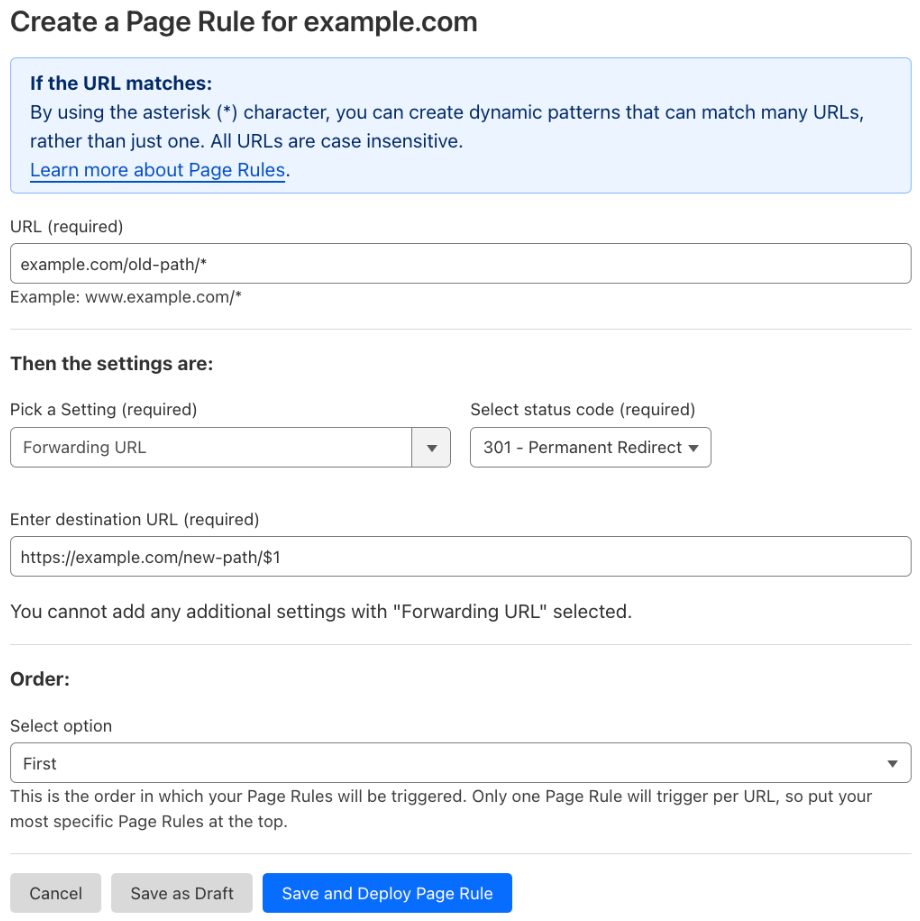 Create a Page Rule for example.com
If the URL matches:
By using the asterisk (*) character, you can create dynamic patterns that can match many URLs,
rather than just one. All URLs are case insensitive.
Learn more about Page Rules.
URL (required)
example.com/old-path/*
Example: www.example.com/*
Then the settings are:
Pick a Setting (required)
Select status code (required)
Forwarding URL
301 - Permanent Redirect
Enter destination URL (required)
https://example.com/new-path/$1
You cannot add any additional settings with "Forwarding URL" selected.
Order:
Select option
First
This is the order in which your Page Rules will be triggered. Only one Page Rule will trigger per URL, so put your
most specific Page Rules at the top.
Cancel
Save as Draft
Save and Deploy Page Rule